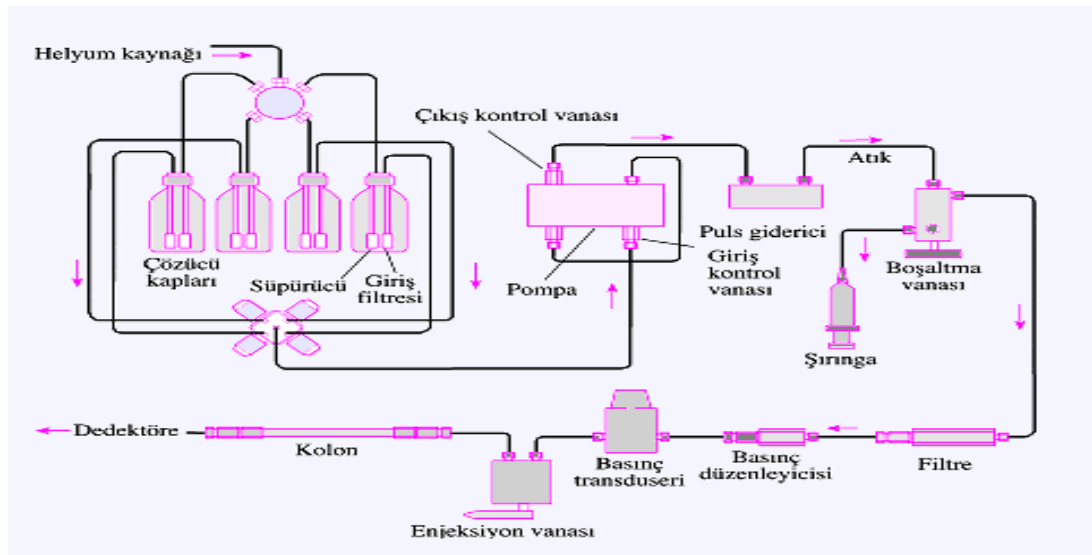 Helyum kaynağı
Çıkış kontrol vanası
Atık
Çözücü
kapları
Süpürücü
Giriş
filtresi
Pompa
Puls giderici
Giriş
kontrol
vanası
Boşaltma
vanası
Şırınga
Dedektöre
Kolon
Enjeksiyon vanası
Basınç
transduseri
Basınç
düzenleyicisi
Filtre